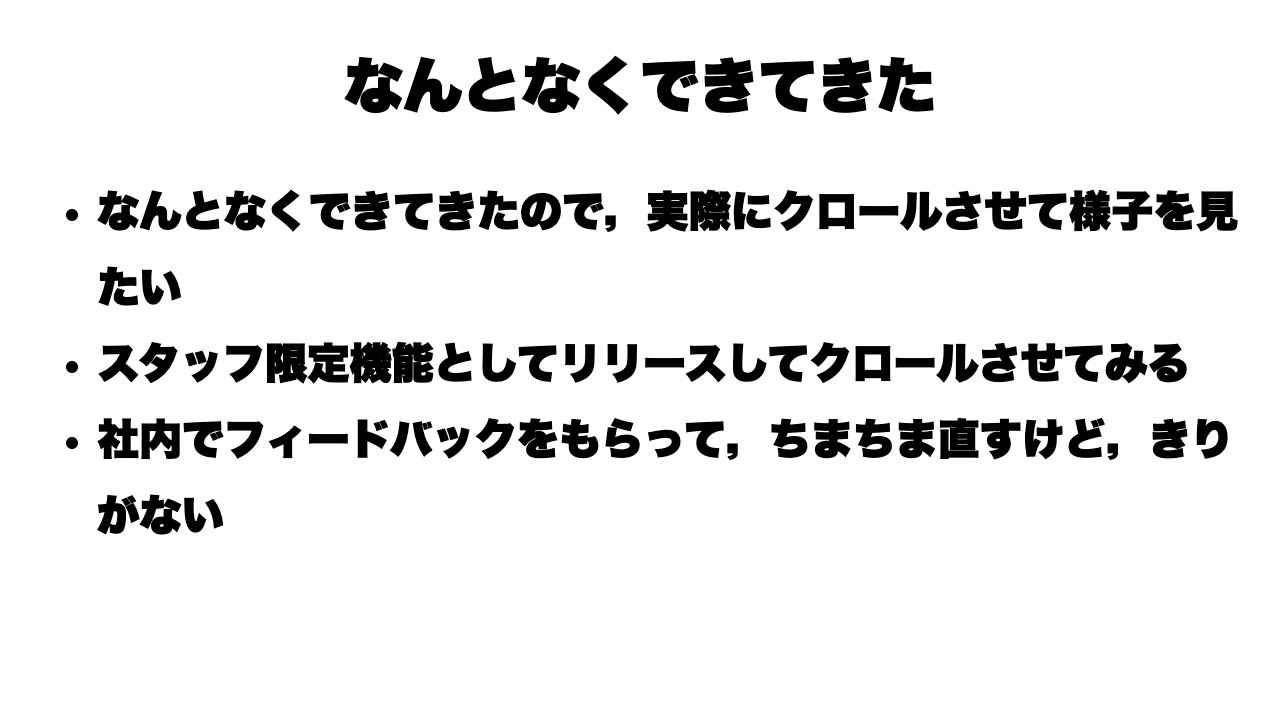 なんとなくできてきた
• なんとなくできてきたので，実際にクロールさせて様子を見
たい
• スタッフ限定機能としてリリースしてクロールさせてみる
• 社内でフィードバックをもらって，ちまちま直すけど，きり
がない